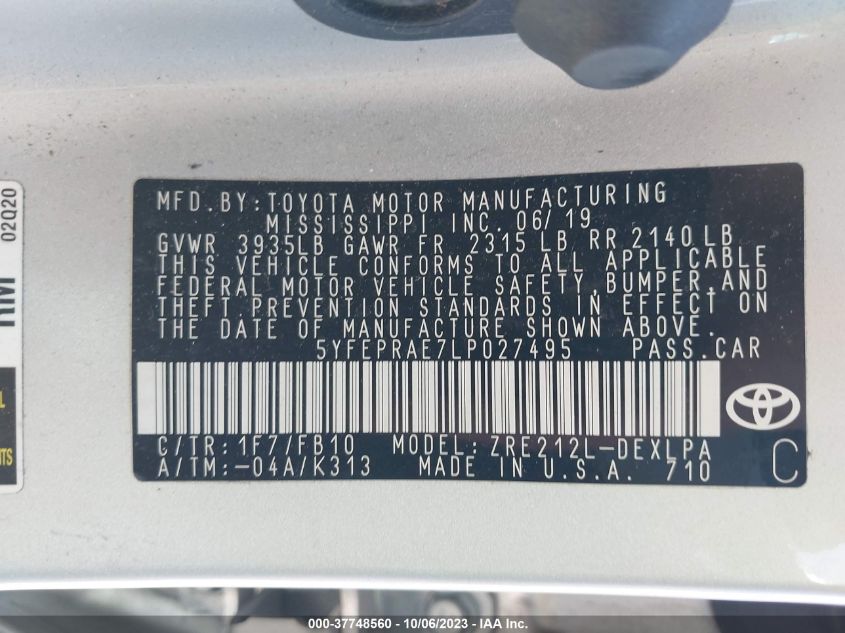 02Q20
RM
MFD.BY:TOYOTA MOTOR MANUFACTURING
MISSISSIPPI INC. 06/19
GVWR 3935LB GAWR FR 2315 LB RR 2140LB
THIS VEHICLE CONFORMS TO ALL APPLICABLE
FEDERAL MOTOR VEHICLE SAFETY,BUMPER,AND
THEFT PREVENTION STANDARDS IN EFFECT ON
THE DATE OF MANUFACTURE SHOWN ABOVE.
5YFEPRAE7LP027495 PASS.CAR
C/TR:1F7/FB10 MODEL:ZRE212L-DEXLPA
A/TM:-04A/K313 MADE IN U.S.A. 710
C
000-37748560 - 10/06/2023 - IAA Inc.